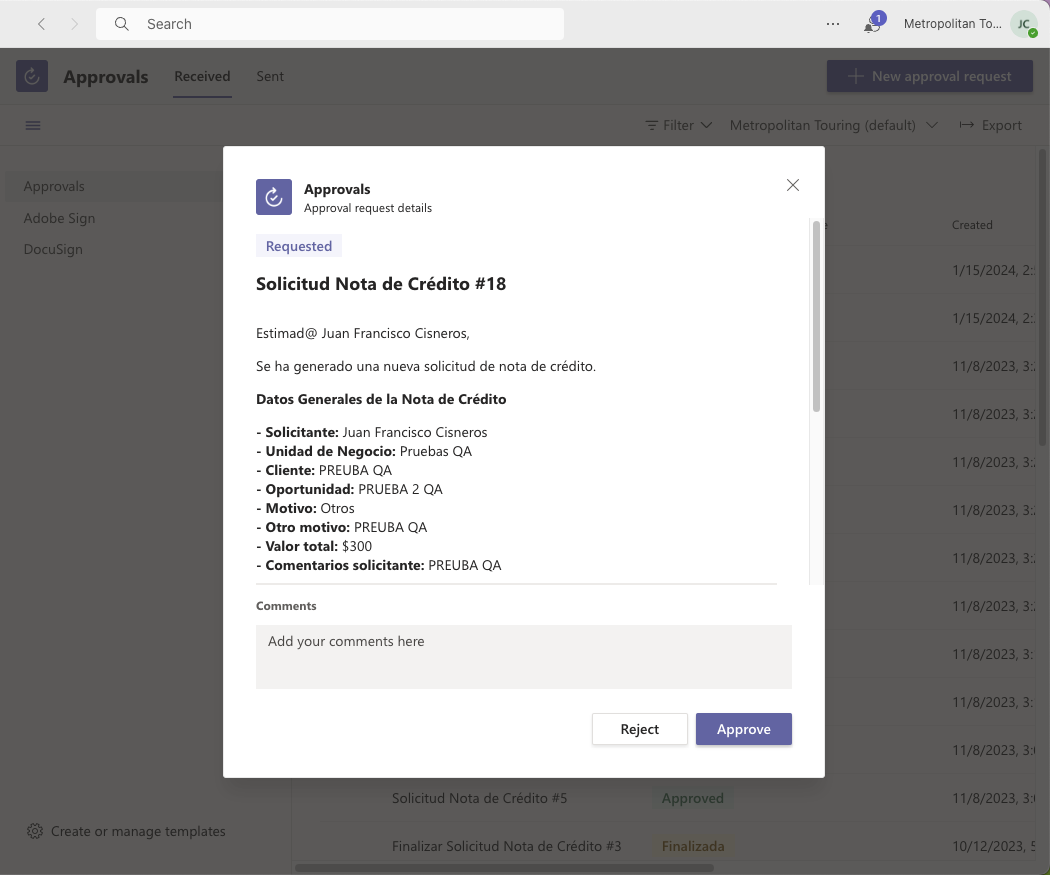 Search
1
Metropolitan To...
JC
Approvals
Received
Sent
New approval request
Filter
Metropolitan Touring (default)
Export
Approvals
Adobe Sign
DocuSign
Created
1/15/2024, 2:
1/15/2024, 2:
11/8/2023, 3:
11/8/2023, 3:
11/8/2023, 3:
11/8/2023, 3:
11/8/2023, 3:
11/8/2023, 3:
11/8/2023, 3:
11/8/2023, 3:
11/8/2023, 3:
Approvals
Approval request details
Requested
Solicitud Nota de Crédito #18
Estimad@ Juan Francisco Cisneros,
Se ha generado una nueva solicitud de nota de crédito.
Datos Generales de la Nota de Crédito
- Solicitante: Juan Francisco Cisneros
- Unidad de Negocio: Pruebas QA
- Cliente: PREUBA QA
- Oportunidad: PRUEBA 2 QA
- Motivo: Otros
- Otro motivo: PREUBA QA
- Valor total: $300
- Comentarios solicitante: PREUBA QA
Comments
Add your comments here
Reject
Approve
Solicitud Nota de Crédito #5 Approved 11/8/2023, 3:
Finalizar Solicitud Nota de Crédito #3 Finalizada 10/12/2023, 5
Create or manage templates